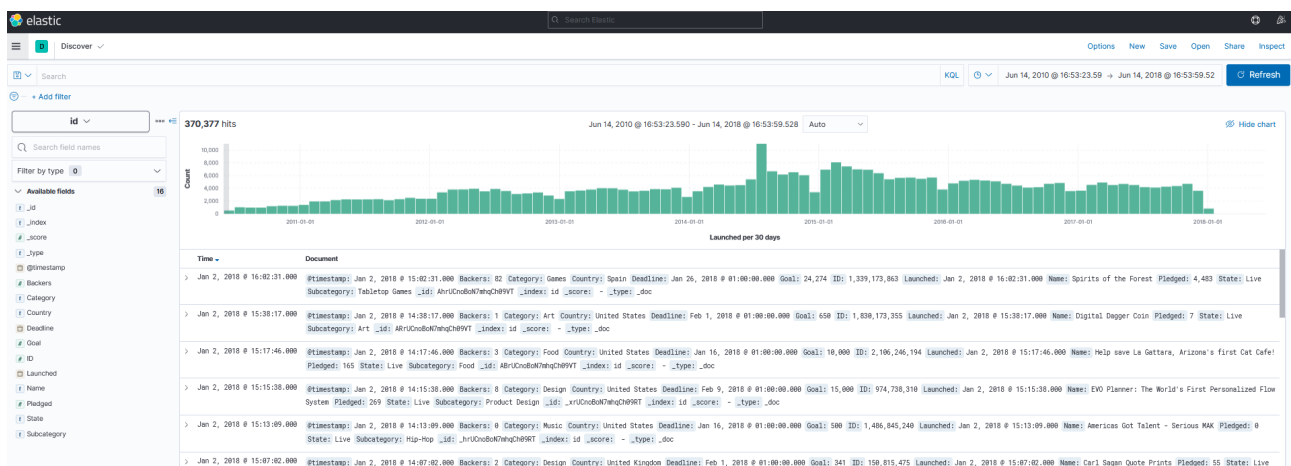 elastic
Search Elastic
D Discover
Options New Save Open Share Inspect
Search
KQL
Jun 14, 2010 @ 16:53:23.59 → Jun 14, 2018 @ 16:53:59.52
Refresh
+ Add filter
id
370,377 hits
Jun 14, 2010 @ 16:53:23.590 - Jun 14, 2018 @ 16:53:59.528 Auto
Hide chart
Search field names
Filter by type 0
Available fields 16
t _id
t _index
# _score
t _type
@timestamp
# Backers
t Category
t Country
Deadline
# Goal
# ID
Launched
t Name
# Pledged
t State
t Subcategory
Count
10,000
8,000
6,000
4,000
2,000
0
2011-01-01 2012-01-01 2013-01-01 2014-01-01 2015-01-01 2016-01-01 2017-01-01 2018-01-01
Launched per 30 days
Time Document
Jan 2, 2018 @ 16:02:31.000 @timestamp: Jan 2, 2018 @ 15:02:31.000 Backers: 82 Category: Games Country: Spain Deadline: Jan 26, 2018 @ 01:00:00.000 Goal: 24,274 ID: 1,339,173,863 Launched: Jan 2, 2018 @ 16:02:31.000 Name: Spirits of the Forest Pledged: 4,483 State: Live
Subcategory: Tabletop Games _id: AhrUCnoBoN7mhqCh09VT _index: id _score: - _type: _doc
Jan 2, 2018 @ 15:38:17.000 @timestamp: Jan 2, 2018 @ 14:38:17.000 Backers: 1 Category: Art Country: United States Deadline: Feb 1, 2018 @ 01:00:00.000 Goal: 650 ID: 1,830,173,355 Launched: Jan 2, 2018 @ 15:38:17.000 Name: Digital Dagger Coin Pledged: 7 State: Live
Subcategory: Art _id: ARrUCnoBoN7mhqCh09VT _index: id _score: - _type: _doc
Jan 2, 2018 @ 15:17:46.000 @timestamp: Jan 2, 2018 @ 14:17:46.000 Backers: 3 Category: Food Country: United States Deadline: Jan 16, 2018 @ 01:00:00.000 Goal: 10,000 ID: 2,106,246,194 Launched: Jan 2, 2018 @ 15:17:46.000 Name: Help save La Gattara, Arizona's first Cat Cafe!
Pledged: 165 State: Live Subcategory: Food _id: ABrUCnoBoN7mhqCh09VT _index: id _score: - _type: _doc
Jan 2, 2018 @ 15:15:38.000 @timestamp: Jan 2, 2018 @ 14:15:38.000 Backers: 8 Category: Design Country: United States Deadline: Feb 9, 2018 @ 01:00:00.000 Goal: 15,000 ID: 974,738,310 Launched: Jan 2, 2018 @ 15:15:38.000 Name: EVO Planner: The World's First Personalized Flow
System Pledged: 269 State: Live Subcategory: Product Design _id: _xrUCnoBoN7mhqCh09RT _index: id _score: - _type: _doc
Jan 2, 2018 @ 15:13:09.000 @timestamp: Jan 2, 2018 @ 14:13:09.000 Backers: 0 Category: Music Country: United States Deadline: Jan 16, 2018 @ 01:00:00.000 Goal: 500 ID: 1,486,845,240 Launched: Jan 2, 2018 @ 15:13:09.000 Name: Americas Got Talent - Serious MAK Pledged: 0
State: Live Subcategory: Hip-Hop _id: _hrUCnoBoN7mhqCh09RT _index: id _score: - _type: _doc
Jan 2, 2018 @ 15:07:02.000 @timestamp: Jan 2, 2018 @ 14:07:02.000 Backers: 2 Category: Design Country: United Kingdom Deadline: Feb 1, 2018 @ 01:00:00.000 Goal: 341 ID: 150,815,475 Launched: Jan 2, 2018 @ 15:07:02.000 Name: Carl Sagan Quote Prints Pledged: 55 State: Live